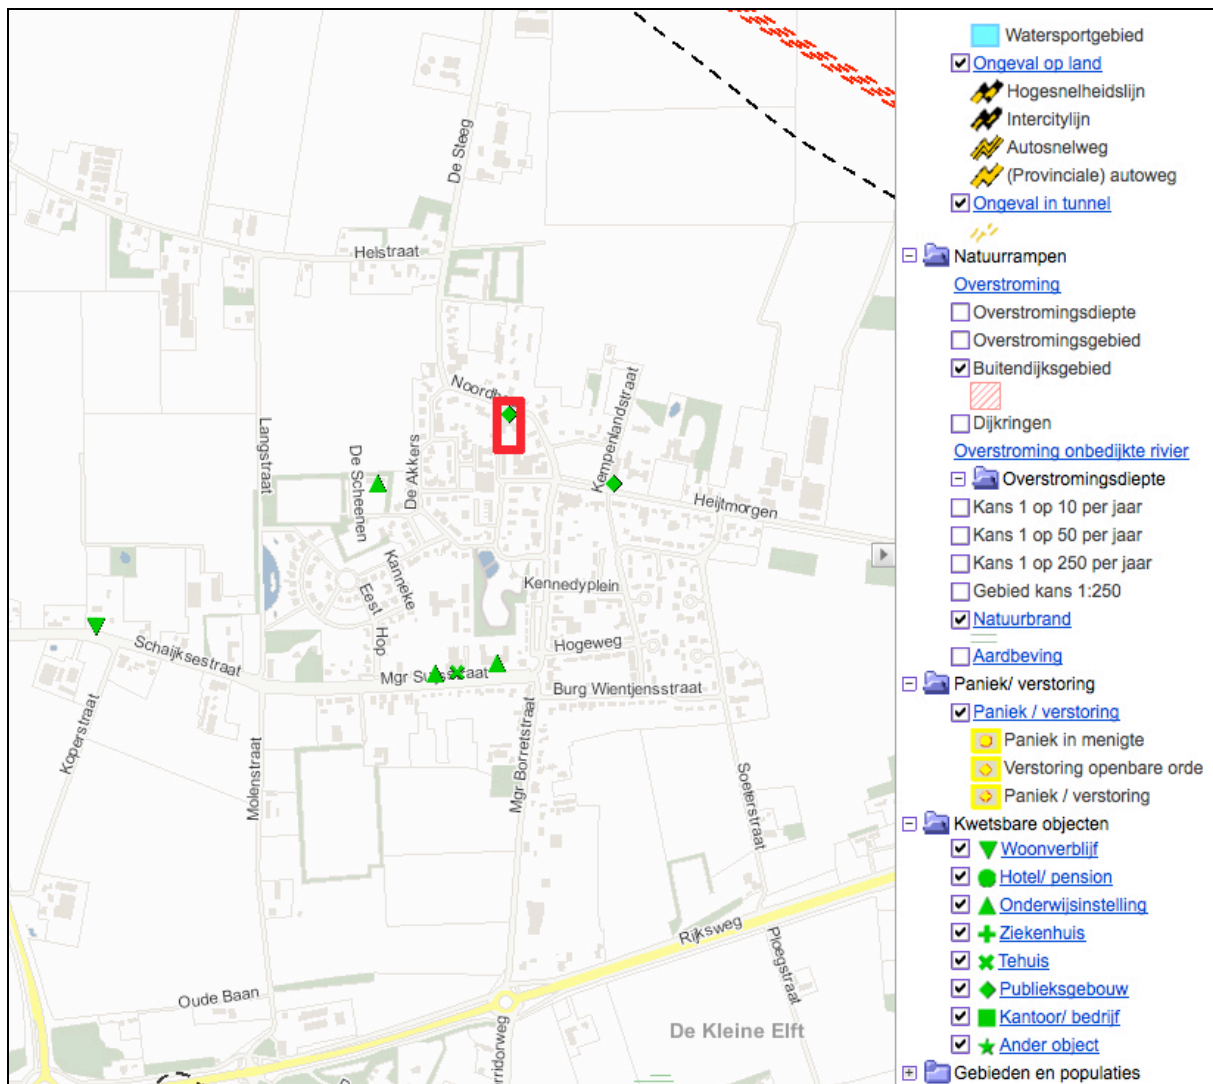 De Steeg
Helstraat
Noordh
Kempenlandstraat
Langstraat
De Scheenen
De Akkers
Heijtmorgen
Kanneke
Eest
Hop
Kennedyplein
Hogeweg
Schaijksestraat
Mgr Su
straat
Burg Wientjensstraat
Koperstraat
Molenstraat
Mgr Borretstraat
Soeterstraat
Rijksweg
Ploegstraat
Oude Baan
De Kleine Elft
rridorweg
Watersportgebied
Ongeval op land
Hogesnelheidslijn
Intercitylijn
Autosnelweg
(Provinciale) autoweg
Ongeval in tunnel
Natuurrampen
Overstroming
Overstromingsdiepte
Overstromingsgebied
Buitendijksgebied
Dijkringen
Overstroming onbedijkte rivier
Overstromingsdiepte
Kans 1 op 10 per jaar
Kans 1 op 50 per jaar
Kans 1 op 250 per jaar
Gebied kans 1:250
Natuurbrand
Aardbeving
Paniek/ verstoring
Paniek / verstoring
Paniek in menigte
Verstoring openbare orde
Paniek / verstoring
Kwetsbare objecten
Woonverblijf
Hotel/ pension
Onderwijsinstelling
Ziekenhuis
Tehuis
Publieksgebouw
Kantoor/ bedrijf
Ander object
Gebieden en populaties